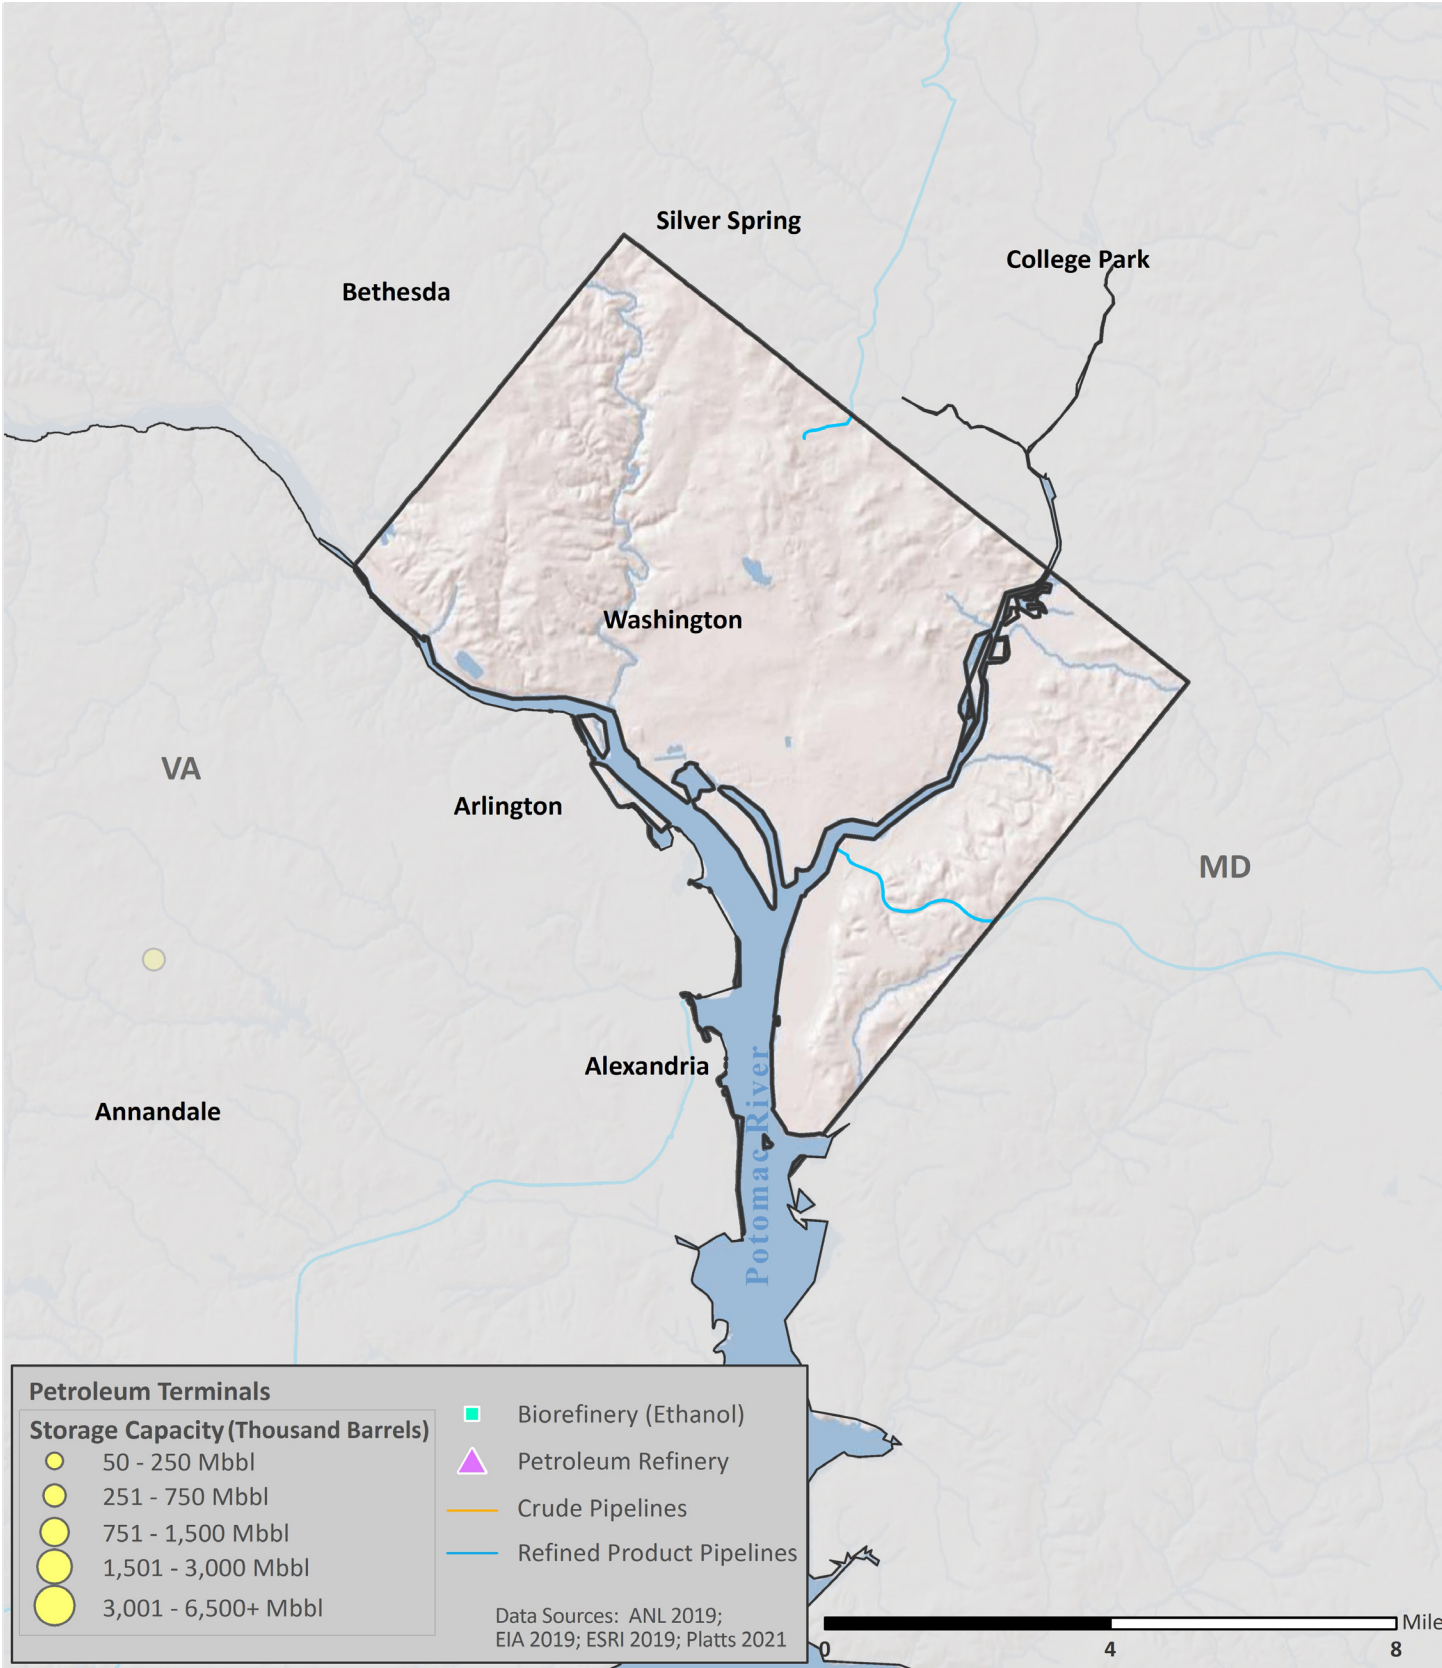 Silver Spring
College Park
Bethesda
Washington
VA
Arlington
MD
Alexandria
Annandale
Potomac River
Petroleum Terminals
Storage Capacity (Thousand Barrels)
50 - 250 Mbbl
251 - 750 Mbbl
751 - 1,500 Mbbl
1,501 - 3,000 Mbbl
3,001 - 6,500+ Mbbl
Biorefinery (Ethanol)
Petroleum Refinery
Crude Pipelines
Refined Product Pipelines
Data Sources: ANL 2019;
EIA 2019; ESRI 2019; Platts 2021
Mile
0 4 8